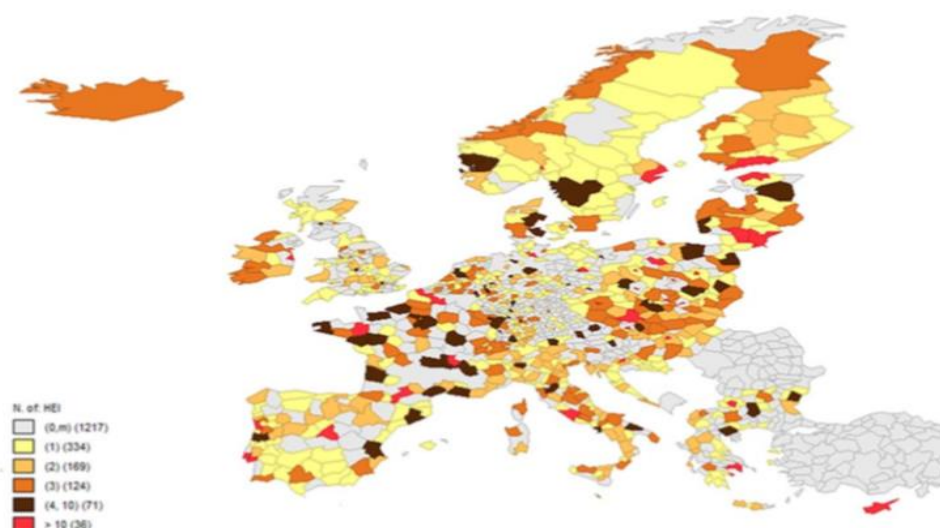 N. of: HEI
(0,m) (1217)
(1) (334)
(2) (169)
(3) (124)
(4, 10) (71)
> 10 (36)